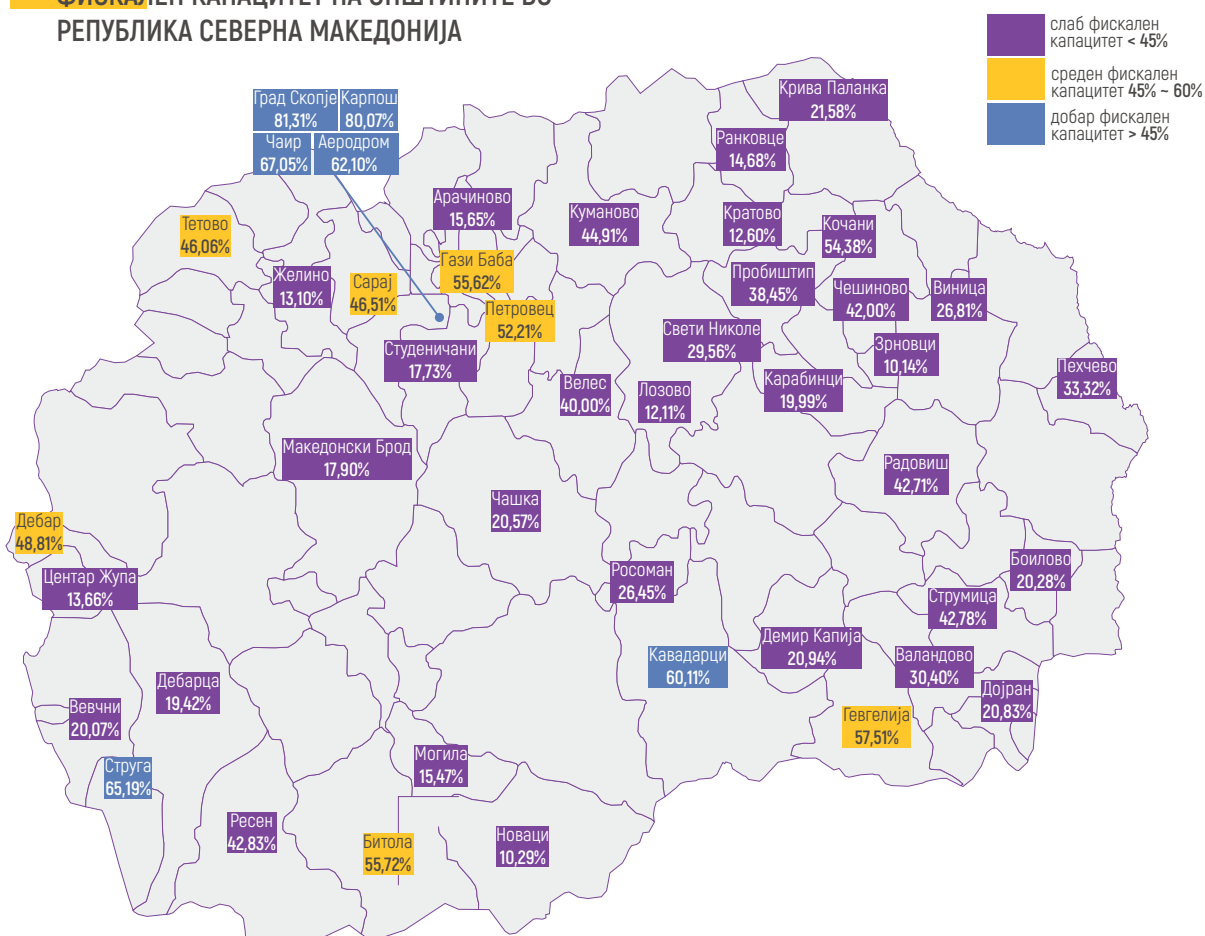 ФИСКАЛЕН КАПАЦИТЕТ НА ОПШТИНИТЕ ВО
РЕПУБЛИКА СЕВЕРНА МАКЕДОНИЈА
слаб фискален
капацитет < 45%
среден фискален
капацитет 45% ~ 60%
добар фискален
капацитет > 45%
Град Скопје
81,31%
Карпош
80,07%
Чаир
67,05%
Аеродром
62,10%
Крива Паланка
21,58%
Ранковце
14,68%
Арачиново
15,65%
Куманово
44,91%
Кратово
12,60%
Кочани
54,38%
Тетово
46,06%
Желино
13,10%
Сарај
46,51%
Гази Баба
55,62%
Пробиштип
38,45%
Чешиново
42,00%
Виница
26,81%
Петровец
52,21%
Свети Николе
29,56%
Зрновци
10,14%
Студеничани
17,73%
Пехчево
33,32%
Велес
40,00%
Лозово
12,11%
Карабинци
19,99%
Македонски Брод
17,90%
Радовиш
42,71%
Чашка
20,57%
Дебар
48,81%
Центар Жупа
13,66%
Росоман
26,45%
Боилово
20,28%
Струмица
42,78%
Демир Капија
20,94%
Кавадарци
60,11%
Валандово
30,40%
Дебарца
19,42%
Дојран
20,83%
Вевчни
20,07%
Гевгелија
57,51%
Струга
65,19%
Могила
15,47%
Ресен
42,83%
Битола
55,72%
Новаци
10,29%